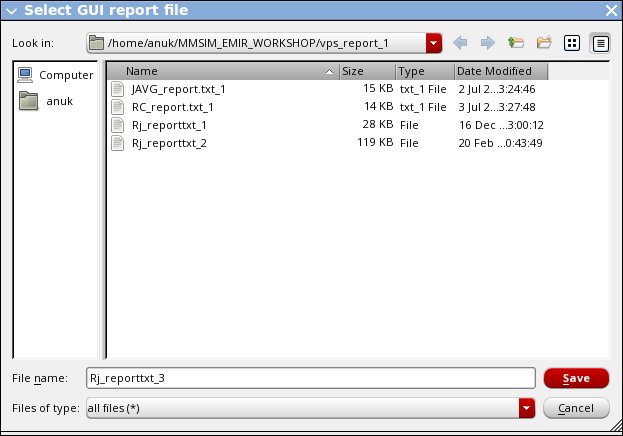 Select GUI report file
Look in: /home/anuk/MMSIM_EMIR_WORKSHOP/vps_report_1
Computer
anuk
Name Size Type Date Modified
JAVG_report.txt_1 15 KB txt_1 File 2 Jul 2...3:24:46
RC_report.txt_1 14 KB txt_1 File 3 Jul 2...3:27:48
Rj_reporttxt_1 28 KB File 16 Dec ...3:00:12
Rj_reporttxt_2 119 KB File 20 Feb ...0:43:49
File name: Rj_reporttxt_3 Save
Files of type: all files (*) Cancel